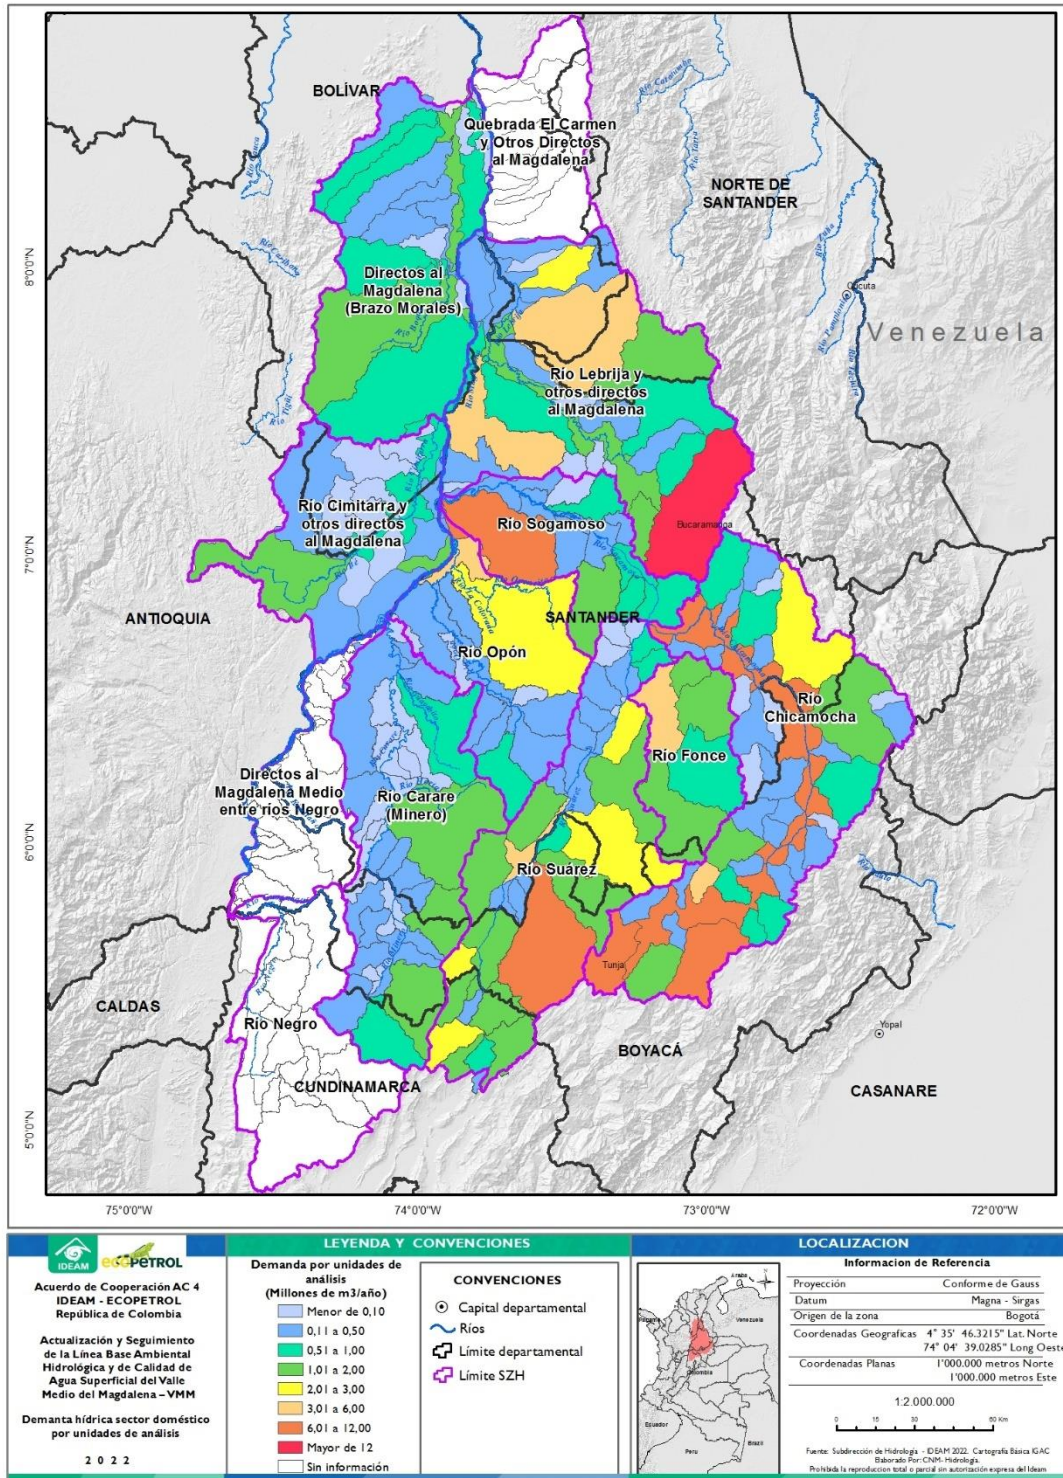 BOLÍVAR
Quebrada El Carmen
y Otros Directos
al Magdalena
NORTE DE
SANTANDER
8°0'0"N
Directos al
Magdalena
(Brazo Morales)
Cúcuta
Venezuela
Río Lebrija y
otros directos
al Magdalena
Río Cimitarra y
otros directos
al Magdalena
Río Sogamoso
Bucaramanga
7°0'0"N
ANTIOQUIA
SANTANDER
Río Opón
Río
Chicamocha
Río Fonce
Directos al
Magdalena Medio
entre ríos Negro
Río Carare
(Minero)
6°0'0"N
Río Suárez
Tunja
CALDAS
Río Negro
BOYACÁ
Yopal
CUNDINAMARCA
CASANARE
5°0'0"N
75°0'0"W
74°0'0"W
73°0'0"W
72°0'0"W
IDEAM
ecOPETROL
Acuerdo de Cooperación AC 4
IDEAM - ECOPETROL
República de Colombia
Actualización y Seguimiento
de la Línea Base Ambiental
Hidrológica y de Calidad de
Agua Superficial del Valle
Medio del Magdalena – VMM
Demanta hídrica sector doméstico
por unidades de análisis
2 0 2 2
LEYENDA Y CONVENCIONES
Demanda por unidades de
análisis
(Millones de m3/año)
Menor de 0,10
0,11 a 0,50
0,51 a 1,00
1,01 a 2,00
2,01 a 3,00
3,01 a 6,00
6,01 a 12,00
Mayor de 12
Sin información
CONVENCIONES
Capital departamental
Ríos
Límite departamental
Límite SZH
LOCALIZACION
Venezuela
Colombia
Ecuador
Peru
Brazil
Informacion de Referencia
Proyección Conforme de Gauss
Datum Magna - Sirgas
Origen de la zona Bogotá
Coordenadas Geograficas 4° 35' 46.3215" Lat. Norte
74° 04' 39.0285" Long Oeste
Coordenadas Planas 1'000.000 metros Norte
1'000.000 metros Este
1:2.000.000
0 15 30 60 Km
Fuente: Subdirección de Hidrología - IDEAM 2022. Cartografía Básica IGAC
Elaborado Por: CNM- Hidrología.
Prohibida la reproduccion total o parcial sin autorización expresa del Ideam